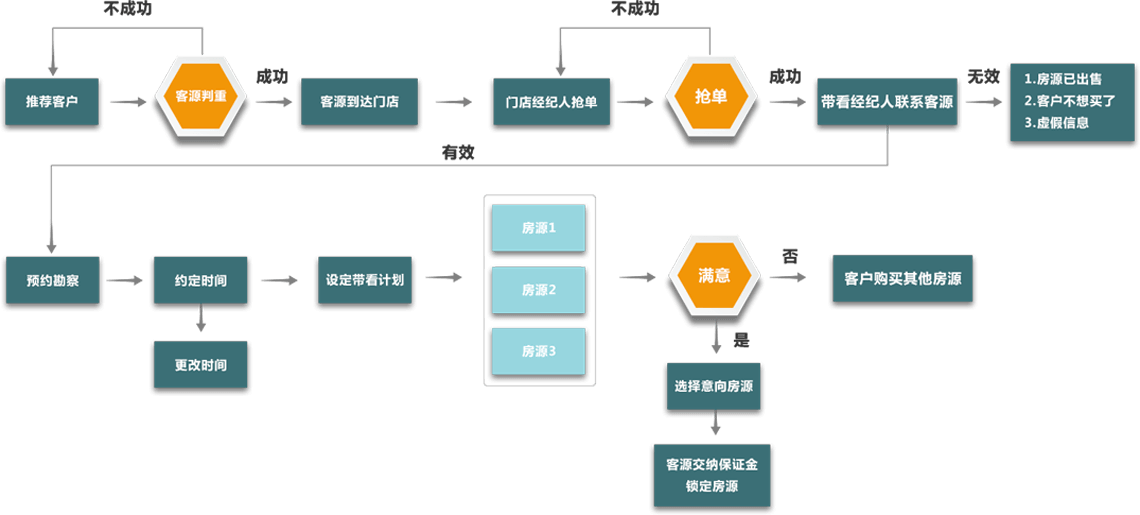 不成功
不成功
推荐客户
客源判重
成功
客源到达门店
门店经纪人抢单
抢单
成功
带看经纪人联系客源
无效
1.房源已出售
2.客户不想买了
3.虚假信息
有效
预约勘察
约定时间
更改时间
设定带看计划
房源1
房源2
房源3
满意
否
客户购买其他房源
是
选择意向房源
客源交纳保证金
锁定房源